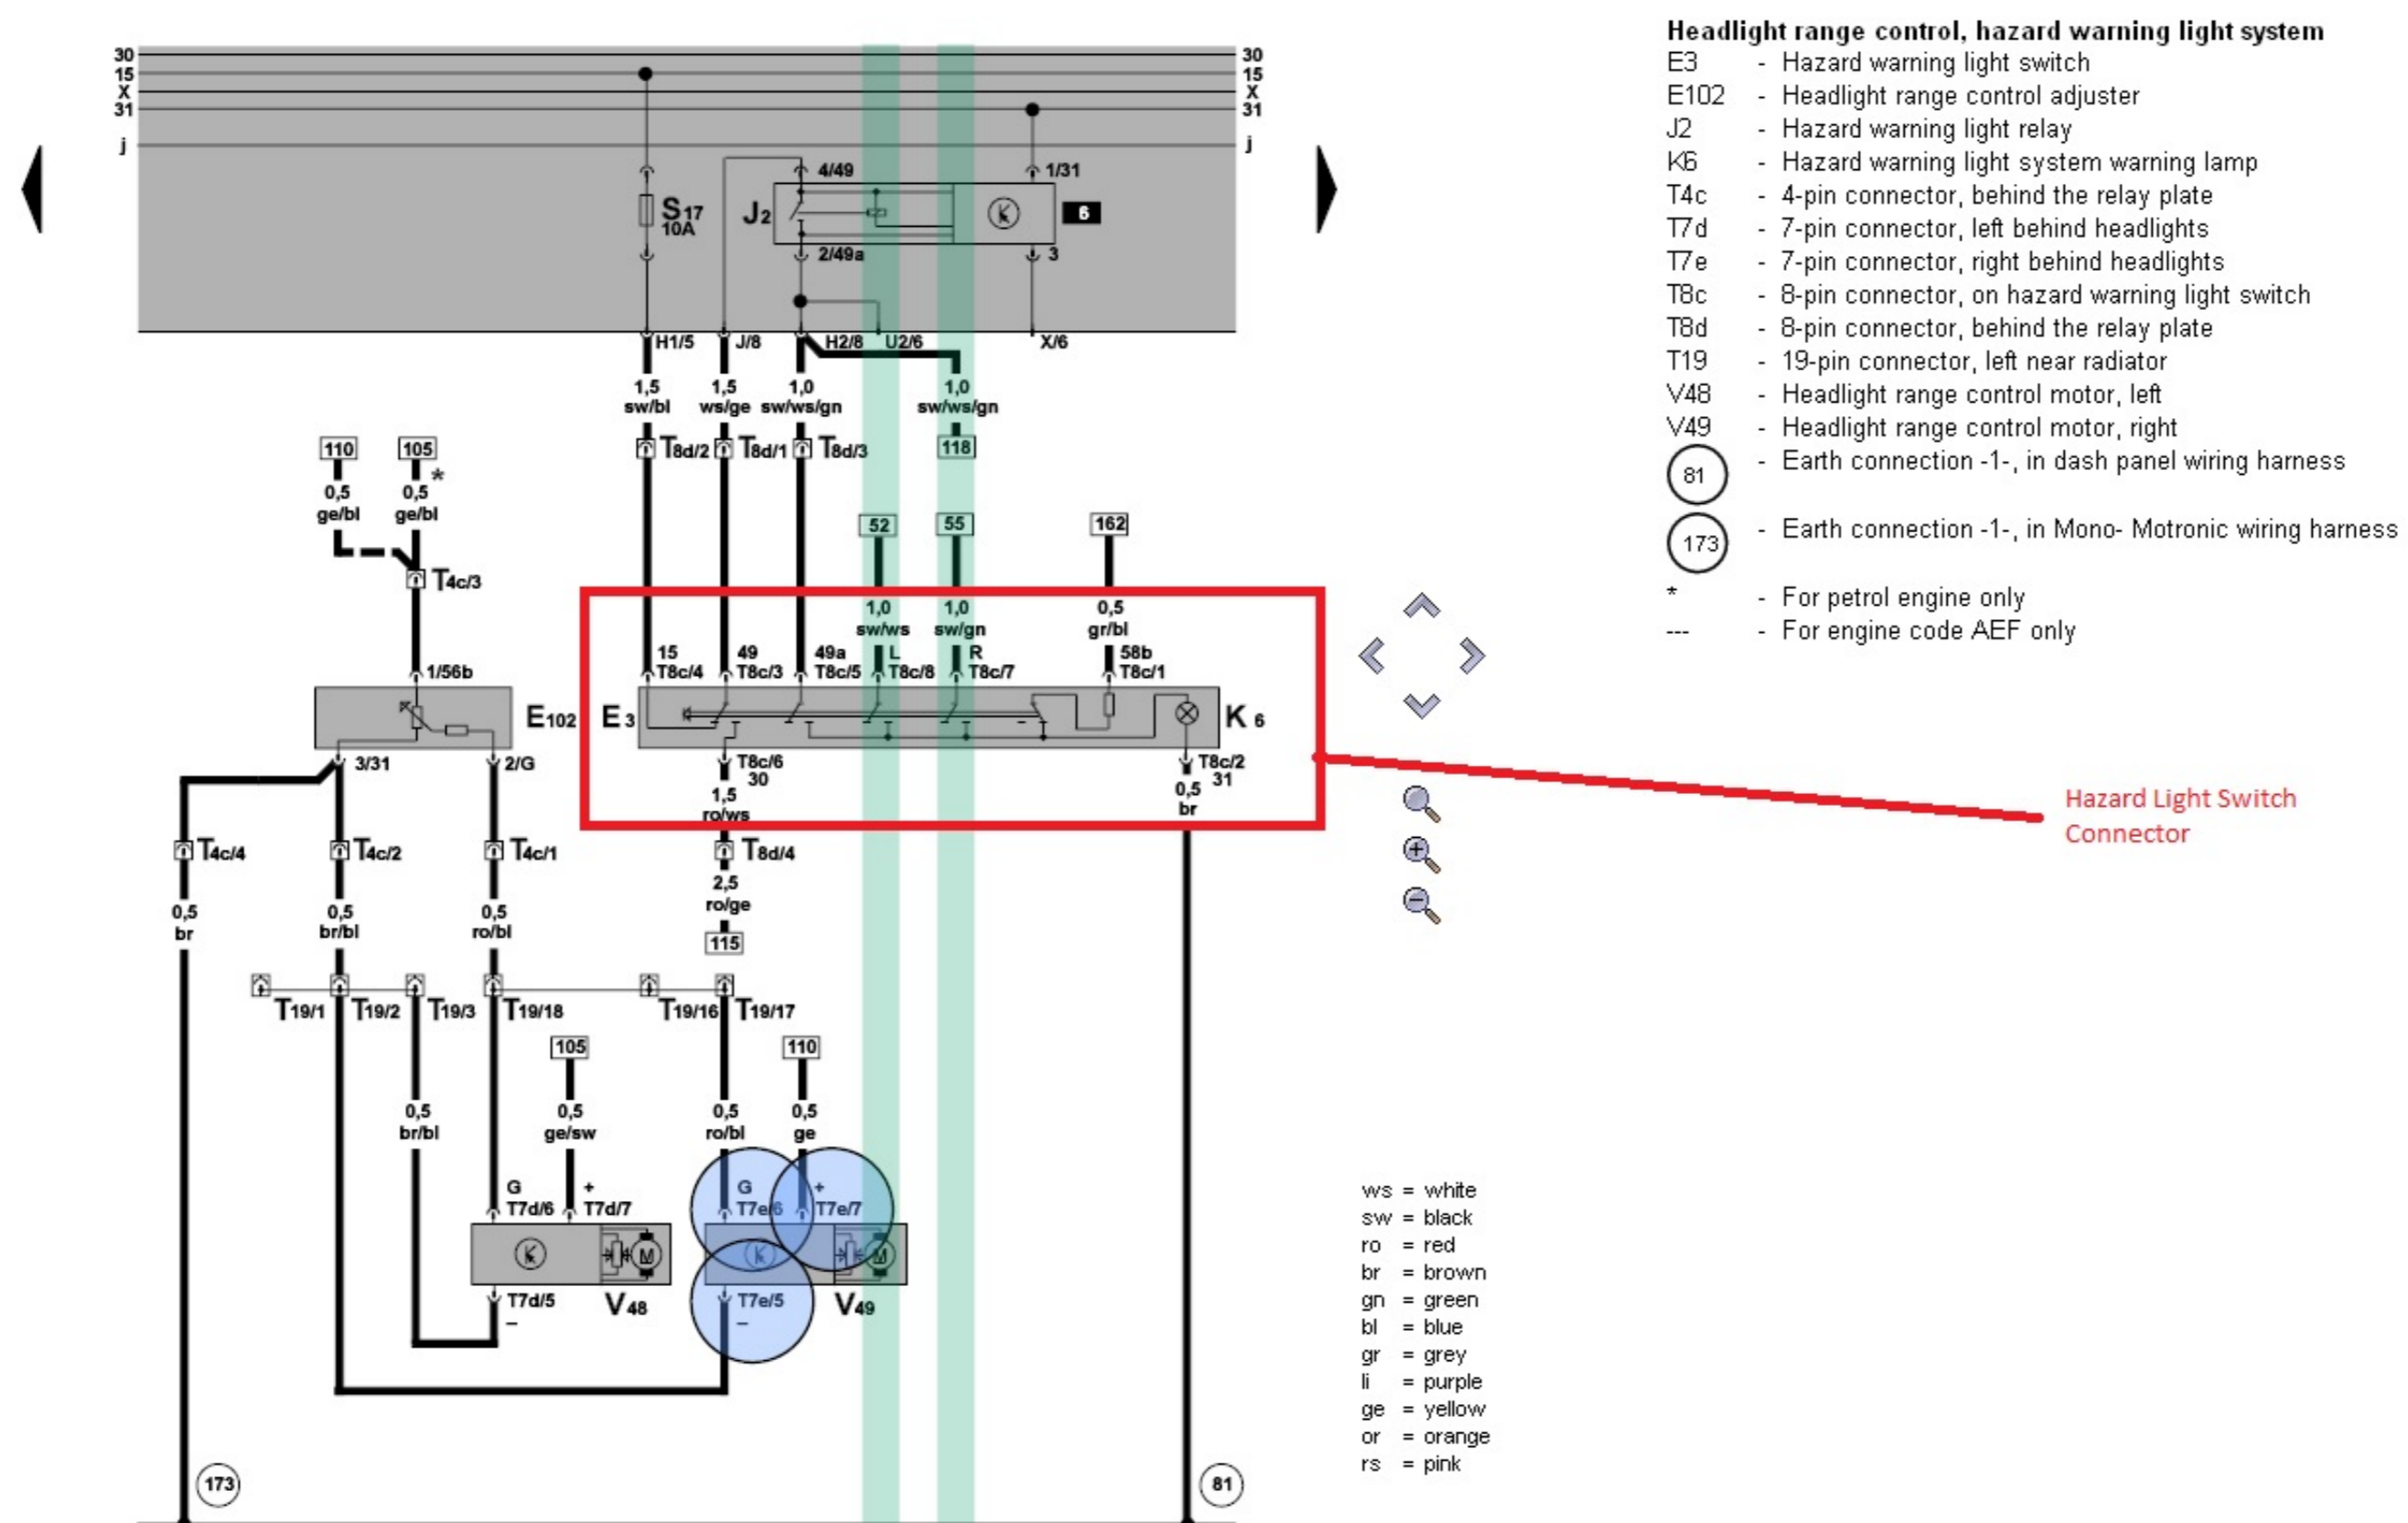 Headlight range control, hazard warning light system
E3 - Hazard warning light switch
E102 - Headlight range control adjuster
J2 - Hazard warning light relay
K6 - Hazard warning light system warning lamp
T4c - 4-pin connector, behind the relay plate
T7d - 7-pin connector, left behind headlights
T7e - 7-pin connector, right behind headlights
T8c - 8-pin connector, on hazard warning light switch
T8d - 8-pin connector, behind the relay plate
T19 - 19-pin connector, left near radiator
V48 - Headlight range control motor, left
V49 - Headlight range control motor, right
81 - Earth connection -1-, in dash panel wiring harness
173 - Earth connection -1-, in Mono- Motronic wiring harness
* - For petrol engine only
--- - For engine code AEF only
30 30
15 15
X X
31 31
j j
4/49 1/31
S17 J2 6
10A
2/49a 3
H1/5 J/8 H2/8 U2/6 X/6
1,5 1,5 1,0 1,0
sw/bl ws/ge sw/ws/gn sw/ws/gn
110 105 T8d/2 T8d/1 T8d/3 118
*
0,5 0,5
ge/bl ge/bl
52 55 162
T4c/3
1,0 1,0 0,5
sw/ws sw/gn gr/bl
15 49 49a L R 58b
1/56b T8c/4 T8c/3 T8c/5 T8c/8 T8c/7 T8c/1
E102 E3 K6
3/31 2/G T8c/6 T8c/2
30 31
1,5 0,5
ro/ws br
Hazard Light Switch
Connector
T4c/4 T4c/2 T4c/1 T8d/4
2,5
ro/ge
0,5 0,5 0,5
br br/bl ro/bl
115
T19/1 T19/2 T19/3 T19/18 T19/16 T19/17
105 110
0,5 0,5 0,5 0,5
br/bl ge/sw ro/bl ge
G + G +
T7d/6 T7d/7 T7e/6 T7e/7
M M
T7d/5 V48 T7e/5 V49
– –
173 81
ws = white
sw = black
ro = red
br = brown
gn = green
bl = blue
gr = grey
li = purple
ge = yellow
or = orange
rs = pink